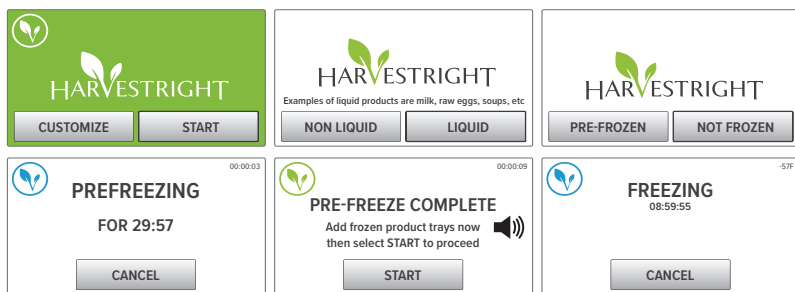 HARVESTRIGHT
CUSTOMIZE
START
HARVESTRIGHT
Examples of liquid products are milk, raw eggs, soups, etc
NON LIQUID
LIQUID
HARVESTRIGHT
PRE-FROZEN
NOT FROZEN
00:00:03
PREFREEZING
FOR 29:57
CANCEL
00:00:09
PRE-FREEZE COMPLETE
Add frozen product trays now
then select START to proceed
START
-57F
FREEZING
08:59:55
CANCEL